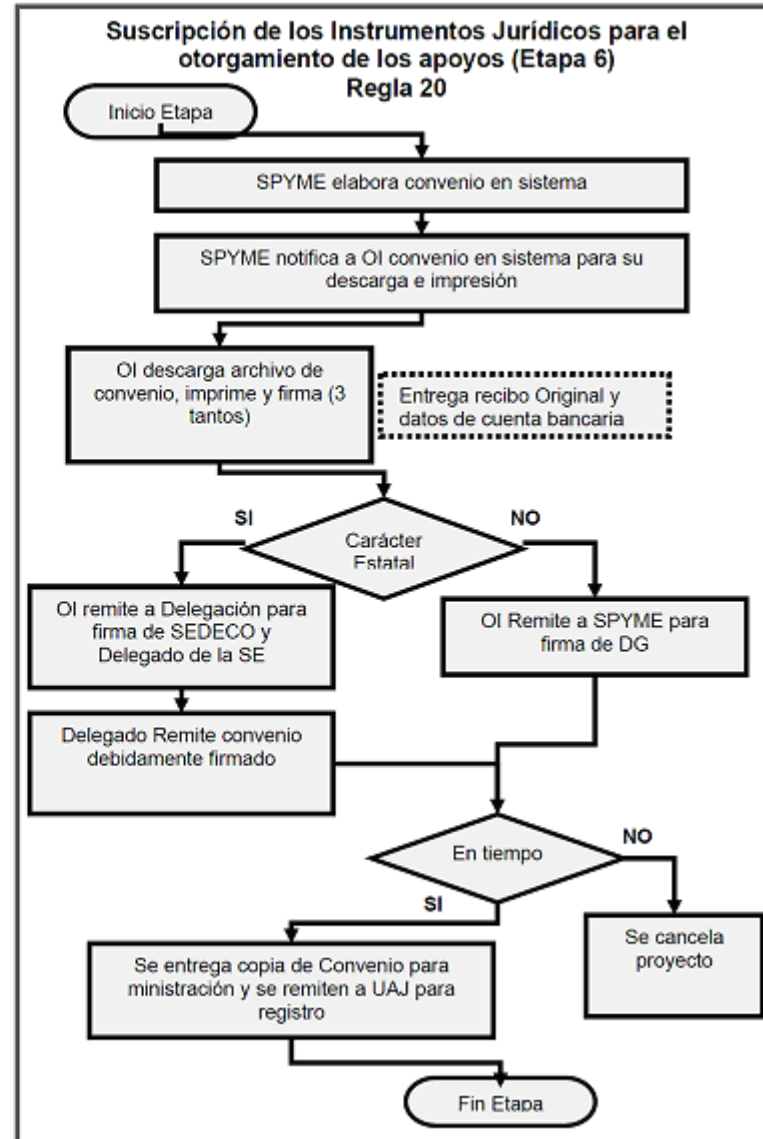 Suscripción de los Instrumentos Jurídicos para el
otorgamiento de los apoyos (Etapa 6)
Regla 20
Inicio Etapa
SPYME elabora convenio en sistema
SPYME notifica a OI convenio en sistema para su
descarga e impresión
OI descarga archivo de
convenio, imprime y firma (3
tantos)
Entrega recibo Original y
datos de cuenta bancaria
SI
NO
Carácter
Estatal
OI remite a Delegación para
firma de SEDECO y
Delegado de la SE
OI Remite a SPYME para
firma de DG
Delegado Remite convenio
debidamente firmado
En tiempo
NO
SI
Se entrega copia de Convenio para
ministración y se remiten a UAJ para
registro
Se cancela
proyecto
Fin Etapa